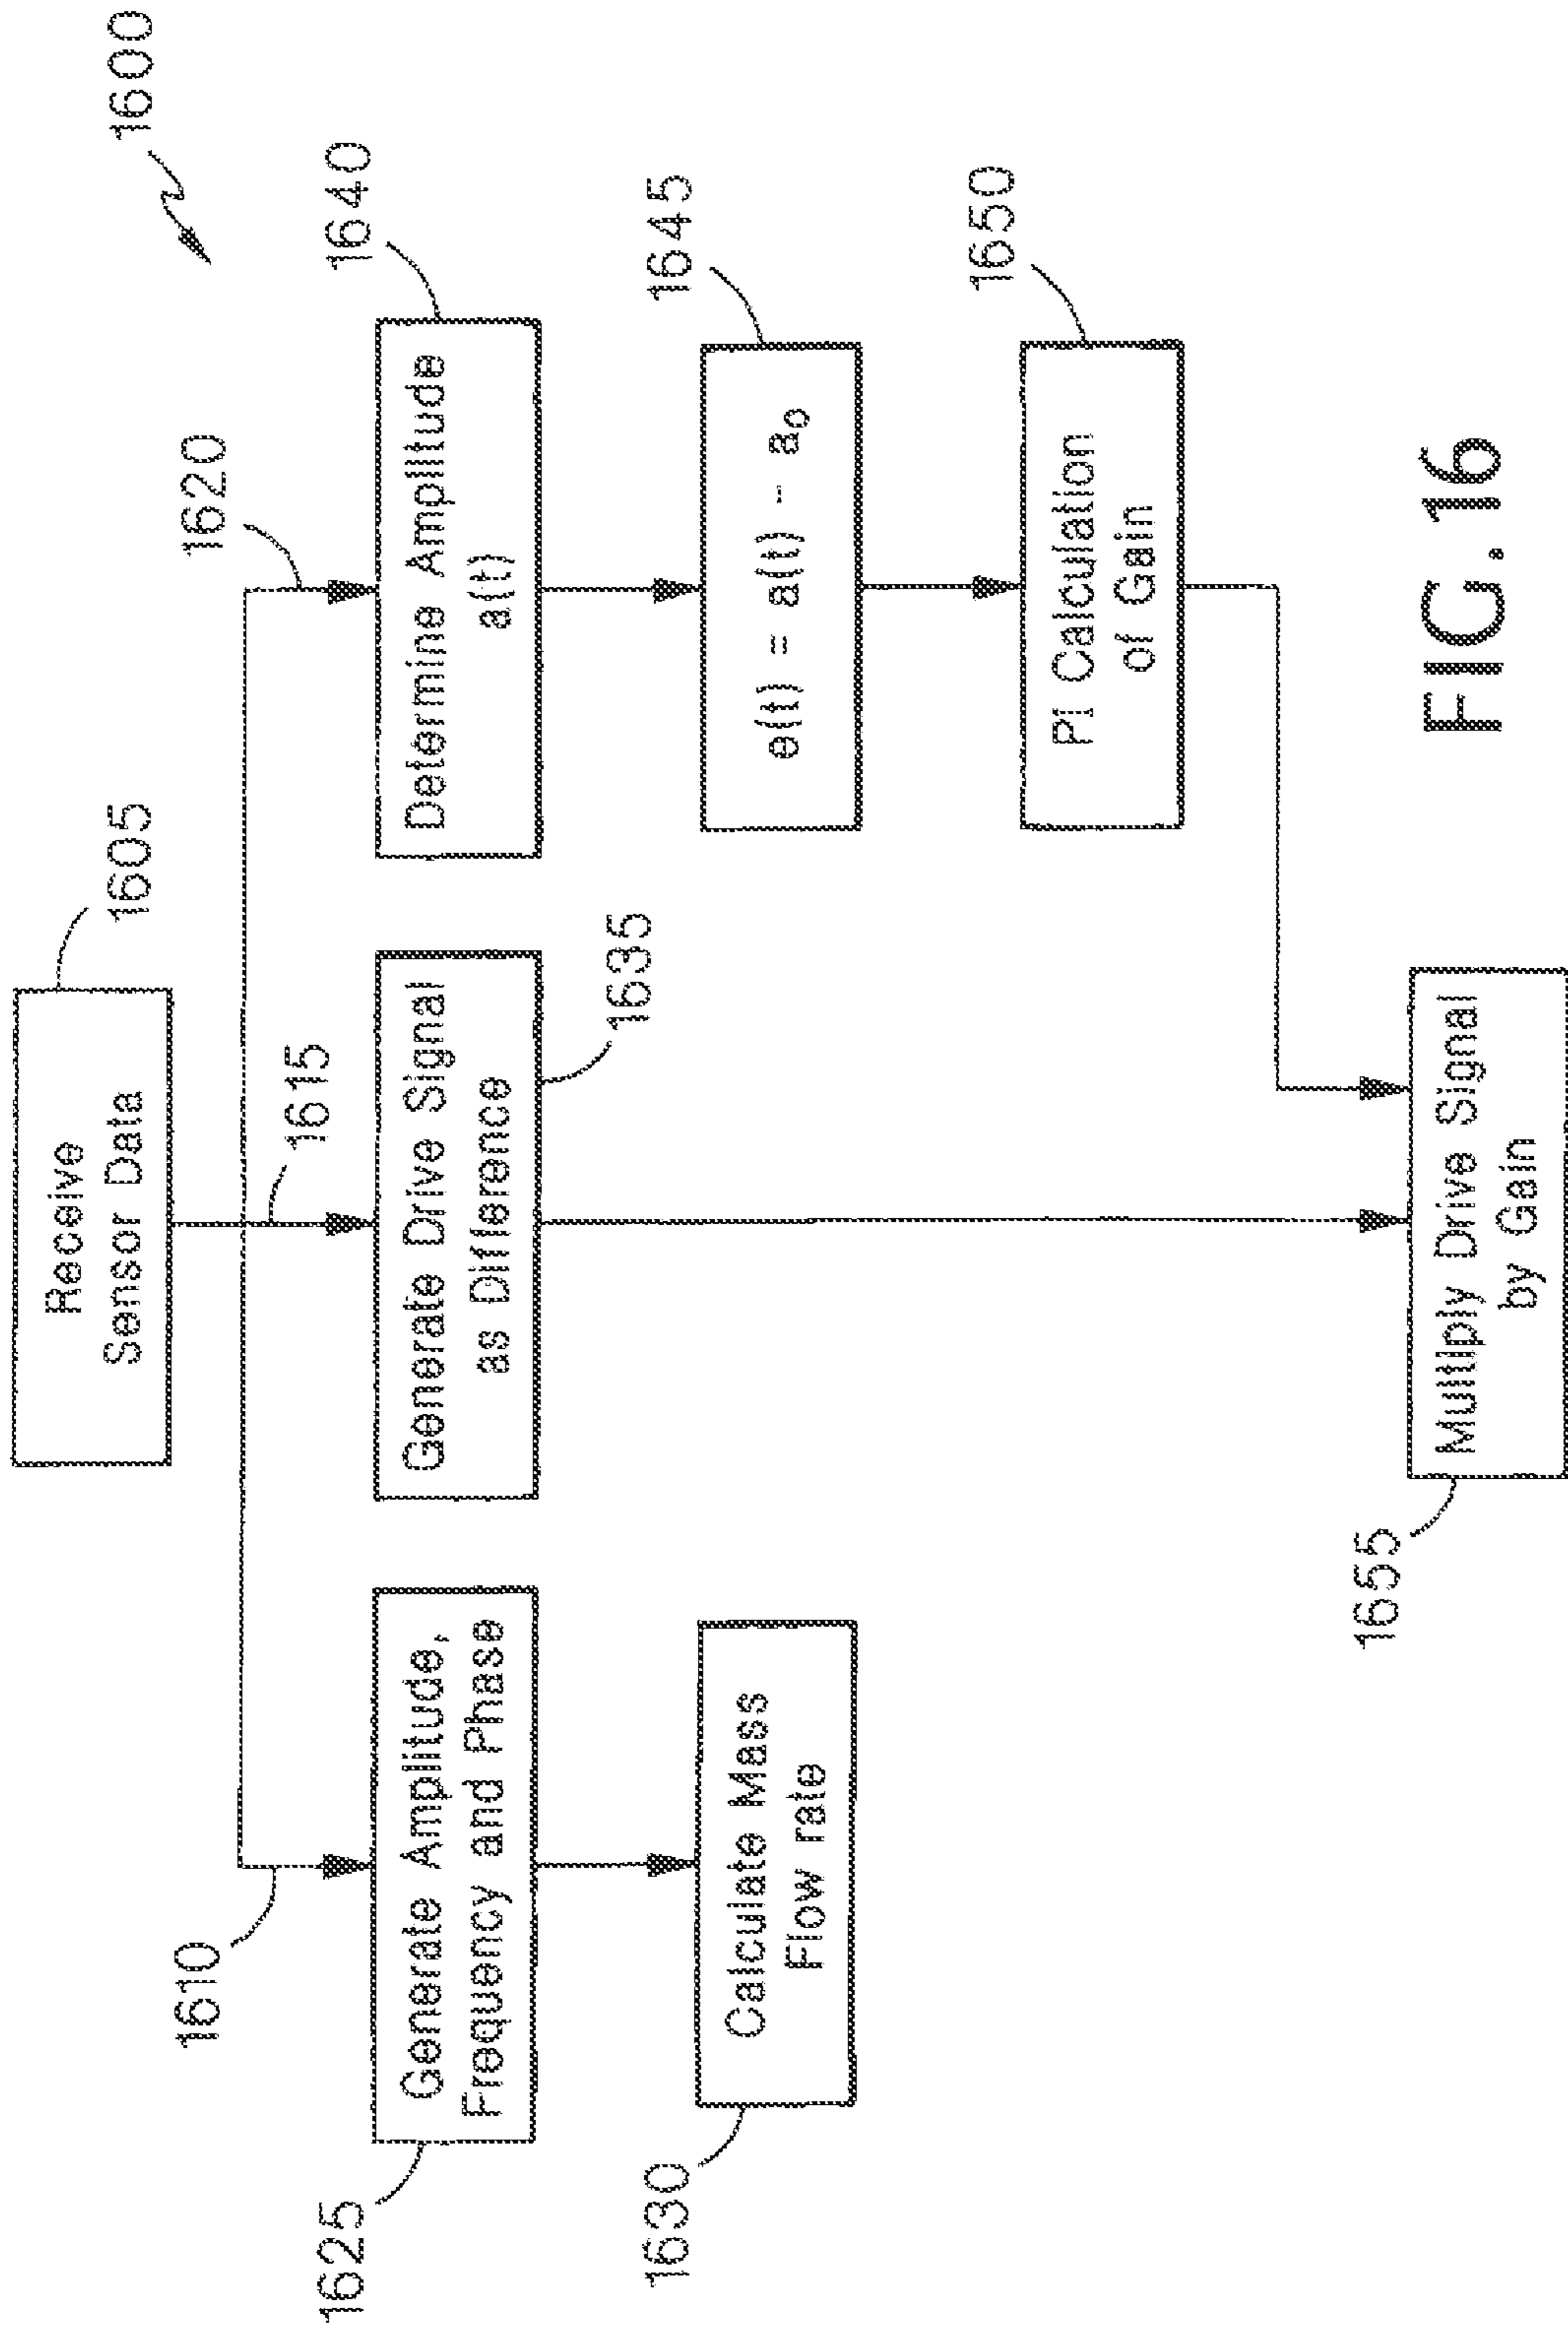 1600
Receive
Sensor Data
1605
1610
1615
1620
Generate Amplitude,
Frequency and Phase
1625
Generate Drive Signal
as Difference
1635
Determine Amplitude
a(t)
1640
Calculate Mass
Flow rate
1630
e(t) = a(t) - a₀
1645
PI Calculation
of Gain
1650
Multiply Drive Signal
by Gain
1655
FIG. 16